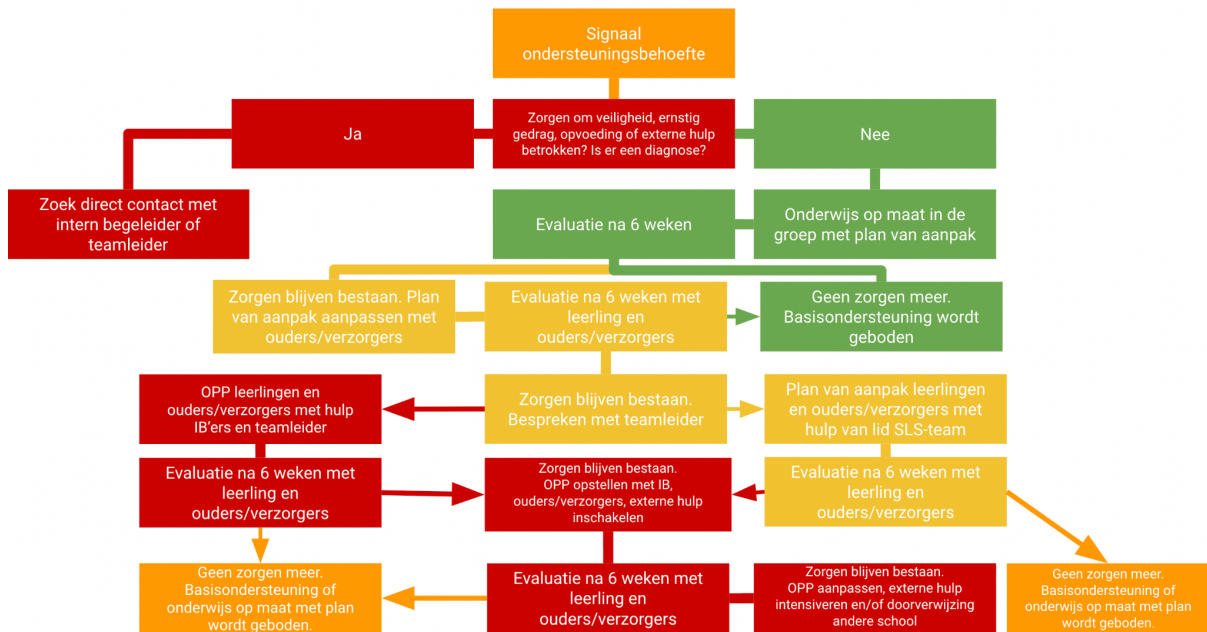 Signaal
ondersteuningsbehoefte
Ja
Zorgen om veiligheid, ernstig
gedrag, opvoeding of externe hulp
betrokken? Is er een diagnose?
Nee
Zoek direct contact met
intern begeleider of
teamleider
Evaluatie na 6 weken
Onderwijs op maat in de
groep met plan van aanpak
Zorgen blijven bestaan. Plan
van aanpak aanpassen met
ouders/verzorgers
Evaluatie na 6 weken met
leerling en
ouders/verzorgers
Geen zorgen meer.
Basisondersteuning wordt
geboden
OPP leerlingen en
ouders/verzorgers met hulp
IB'ers en teamleider
Zorgen blijven bestaan.
Bespreken met teamleider
Plan van aanpak leerlingen
en ouders/verzorgers met
hulp van lid SLS-team
Evaluatie na 6 weken met
leerling en
ouders/verzorgers
Zorgen blijven bestaan.
OPP opstellen met IB,
ouders/verzorgers, externe hulp
inschakelen
Evaluatie na 6 weken met
leerling en
ouders/verzorgers
Geen zorgen meer.
Basisondersteuning of
onderwijs op maat met plan
wordt geboden.
Evaluatie na 6 weken met
leerling en
ouders/verzorgers
Zorgen blijven bestaan.
OPP aanpassen, externe hulp
intensiveren en/of doorverwijzing
andere school
Geen zorgen meer.
Basisondersteuning of
onderwijs op maat met plan
wordt geboden.